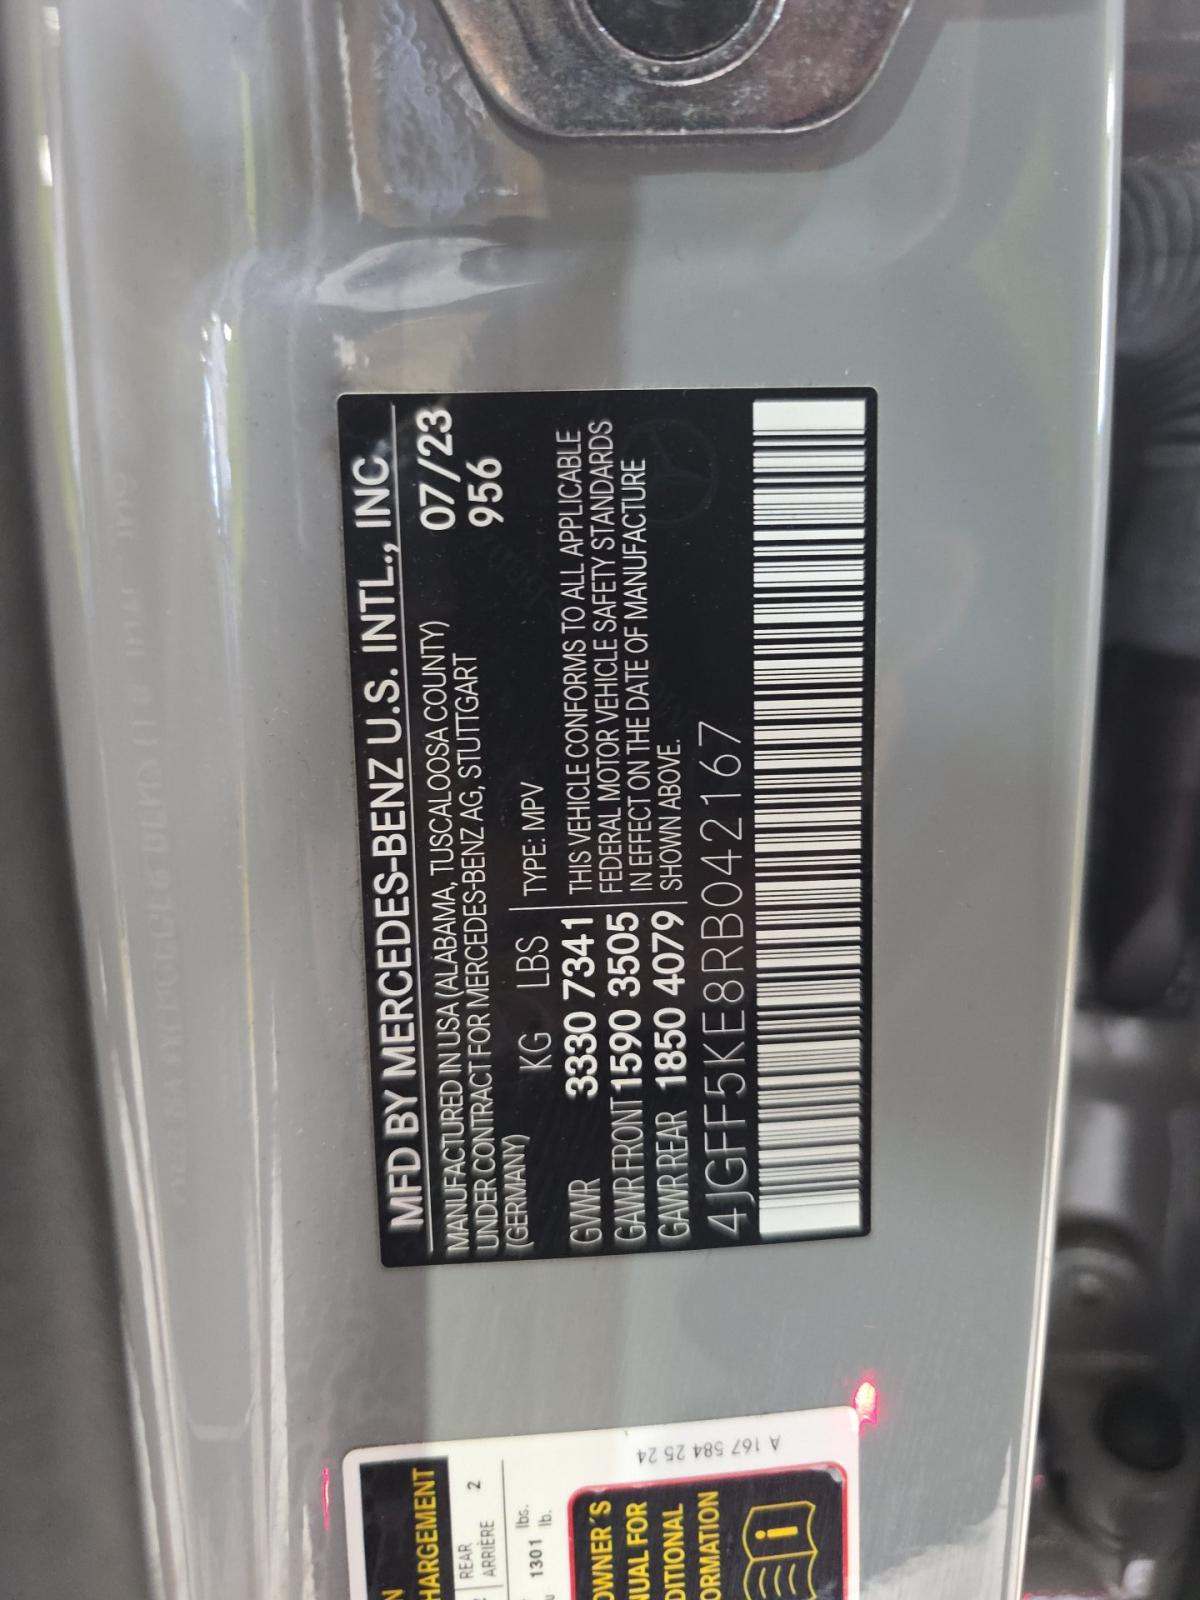 MFD BY MERCEDES-BENZ U.S. INTL., INC
MANUFACTURED IN USA (ALABAMA, TUSCALOOSA COUNTY) 07/23
UNDER CONTRACT FOR MERCEDES-BENZ AG, STUTTGART 956
(GERMANY)
KG LBS TYPE: MPV
GVWR 3330 7341 THIS VEHICLE CONFORMS TO ALL APPLICABLE
GAWR FRONT 1590 3505 FEDERAL MOTOR VEHICLE SAFETY STANDARDS
IN EFFECT ON THE DATE OF MANUFACTURE
GAWR REAR 1850 4079 SHOWN ABOVE.
4JGFF5KE8RB042167
HARGEMENT
REAR
ARRIÈRE 2
1301 lbs.
lb.
A 167 584 25 24
OWNER'S
NUAL FOR
DITIONAL
ORMATION